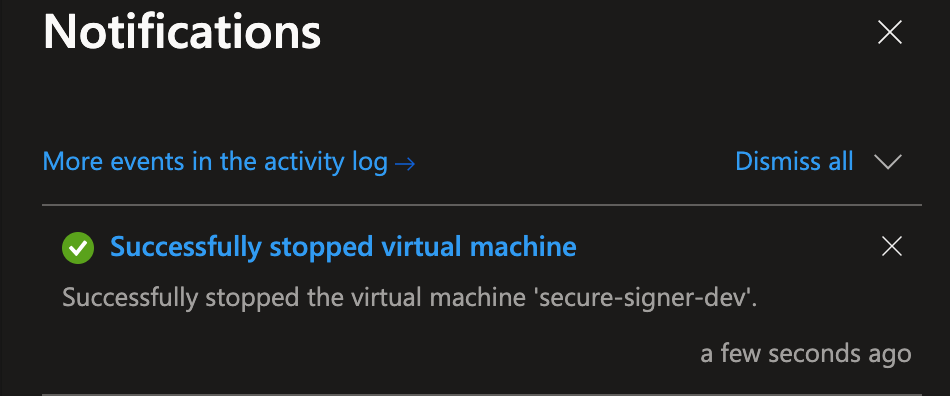 Notifications
More events in the activity log →
Dismiss all
Successfully stopped virtual machine
Successfully stopped the virtual machine 'secure-signer-dev'.
a few seconds ago